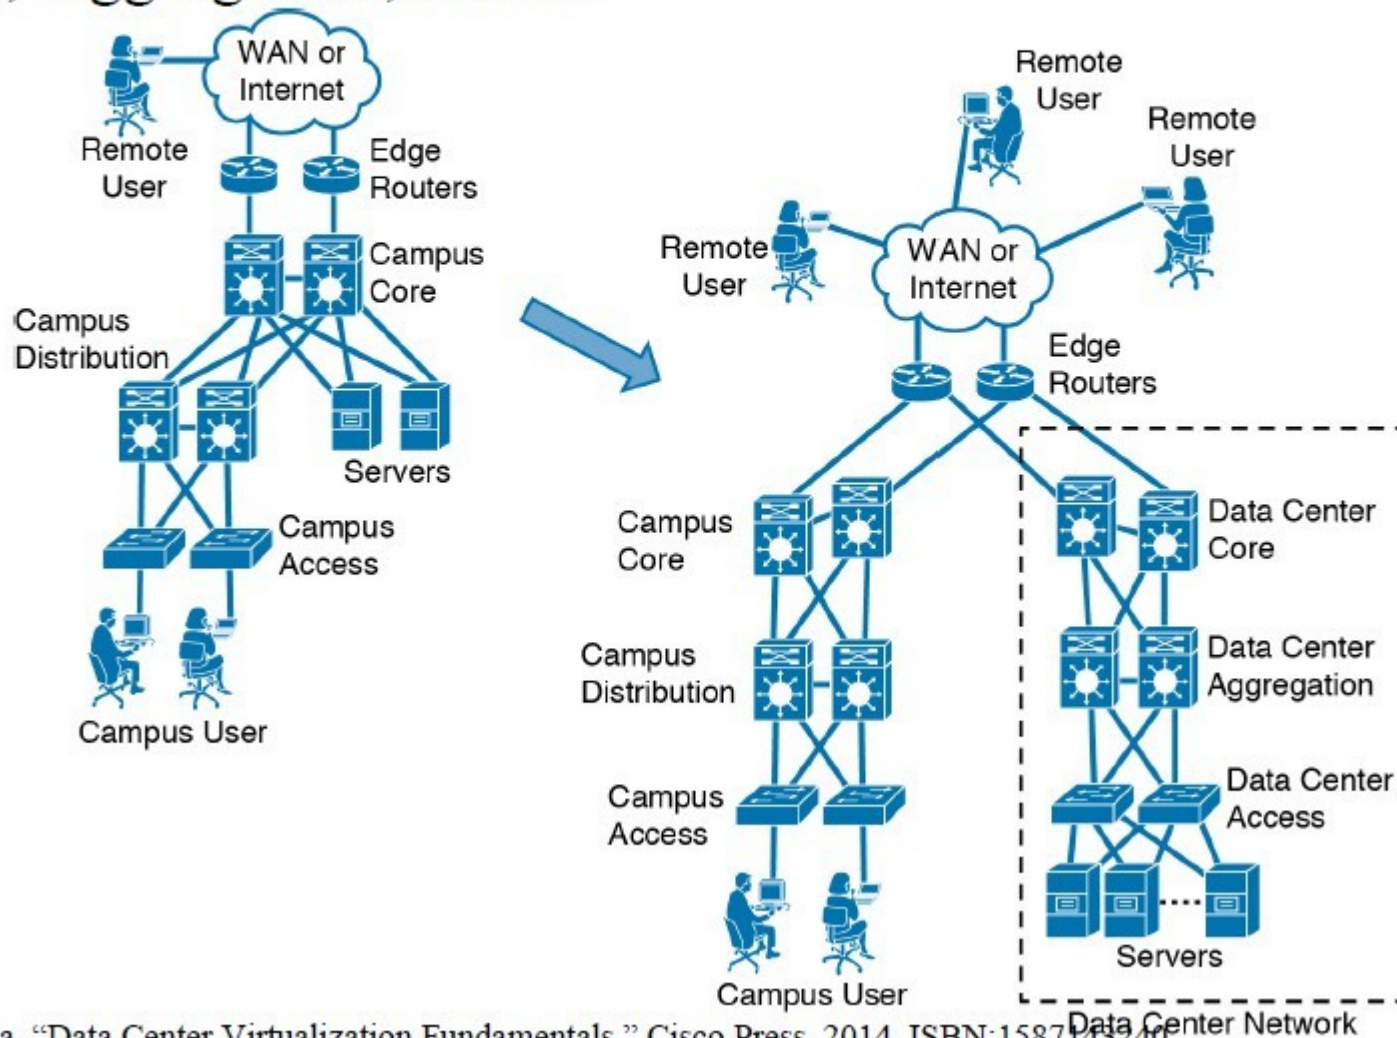 WAN or
Internet
Remote
User
Edge
Routers
Campus
Core
Campus
Distribution
Servers
Campus
Access
Campus User
Remote
User
Remote
User
Remote
User
WAN or
Internet
Edge
Routers
Campus
Core
Data Center
Core
Campus
Distribution
Data Center
Aggregation
Campus
Access
Data Center
Access
Servers
Campus User
Data Center Network
a, “Data Center Virtualization Fundamentals,” Cisco Press, 2014, ISBN:1587143240